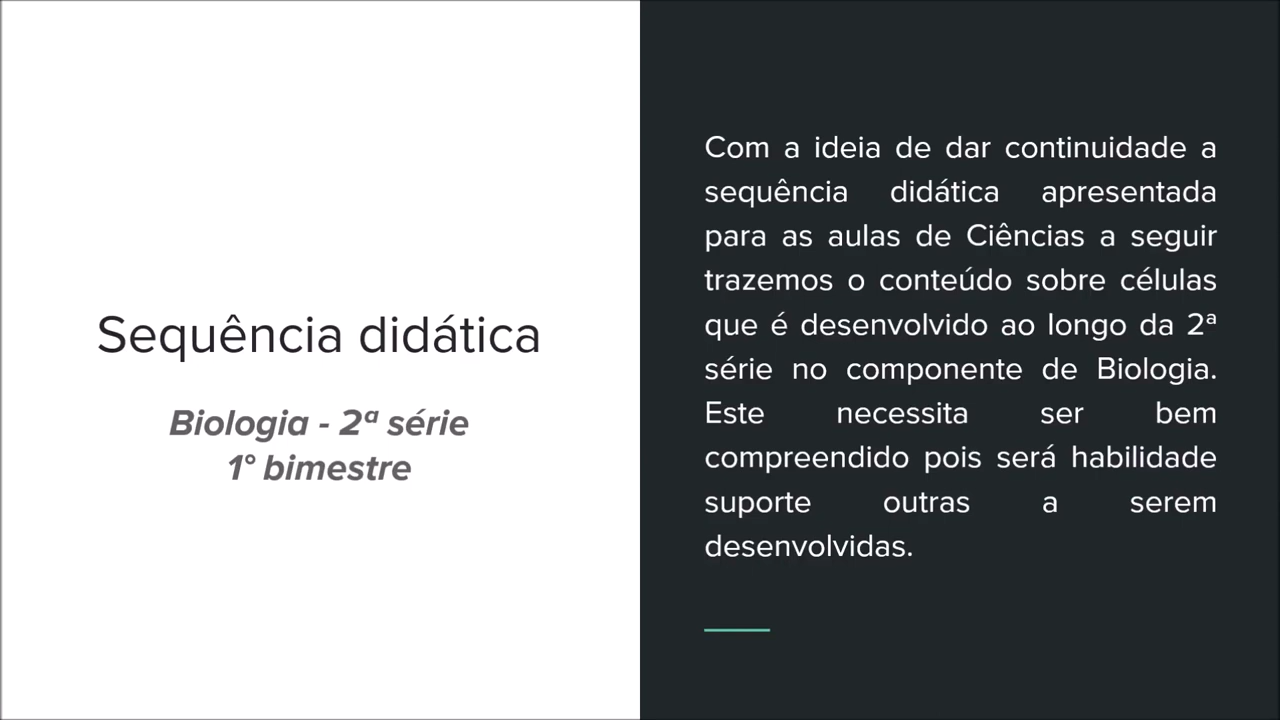 Sequência didática
Biologia - 2ª série
1° bimestre
Com a ideia de dar continuidade a
sequência didática apresentada
para as aulas de Ciências a seguir
trazemos o conteúdo sobre células
que é desenvolvido ao longo da 2ª
série no componente de Biologia.
Este necessita ser bem
compreendido pois será habilidade
suporte outras a serem
desenvolvidas.